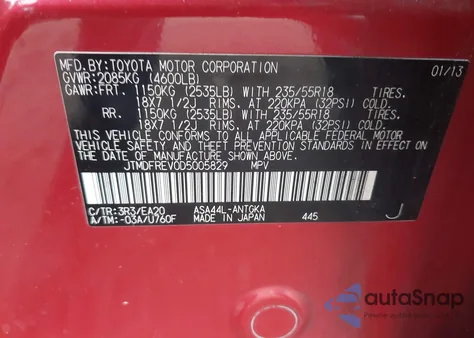 MFD.BY:TOYOTA MOTOR CORPORATION 01/13
GVWR:2085KG (4600LB)
GAWR:FRT. 1150KG (2535LB) WITH 235/55R18 TIRES.
18X7 1/2J RIMS. AT 220KPA (32PSI) COLD.
RR. 1150KG (2535LB) WITH 235/55R18 TIRES.
18X7 1/2J RIMS. AT 220KPA (32PSI) COLD.
THIS VEHICLE CONFORMS TO ALL APPLICABLE FEDERAL MOTOR
VEHICLE SAFETY, BUMPER, AND THEFT PREVENTION STANDARDS
IN EFFECT ON THE DATE OF MANUFACTURE SHOWN ABOVE.
JTMDFREV0D5005829 MPV
C/TR:3R3/EA20 ASA44L-ANTGKA
A/TM:-03A/U760F MADE IN JAPAN 445 J
autoSnap